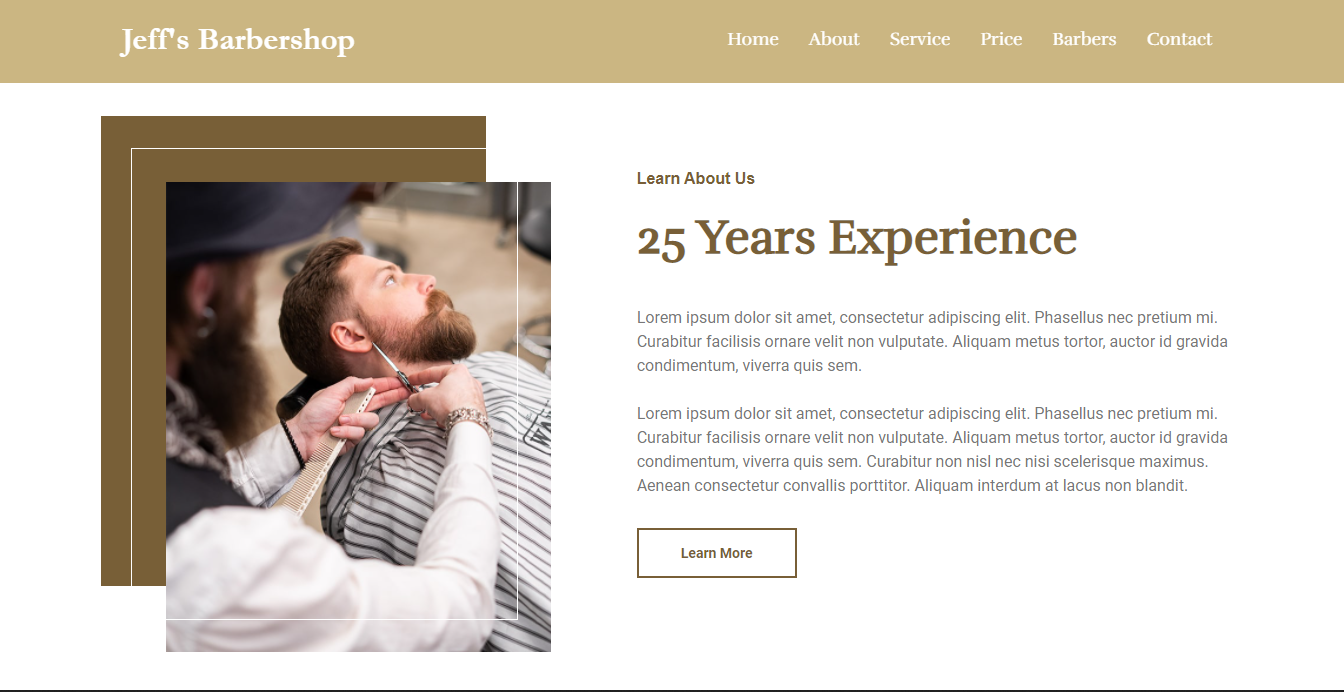 Jeff's Barbershop
Home About Service Price Barbers Contact
Learn About Us
25 Years Experience
Lorem ipsum dolor sit amet, consectetur adipiscing elit. Phasellus nec pretium mi.
Curabitur facilisis ornare velit non vulputate. Aliquam metus tortor, auctor id gravida
condimentum, viverra quis sem.
Lorem ipsum dolor sit amet, consectetur adipiscing elit. Phasellus nec pretium mi.
Curabitur facilisis ornare velit non vulputate. Aliquam metus tortor, auctor id gravida
condimentum, viverra quis sem. Curabitur non nisl nec nisi scelerisque maximus.
Aenean consectetur convallis porttitor. Aliquam interdum at lacus non blandit.
Learn More